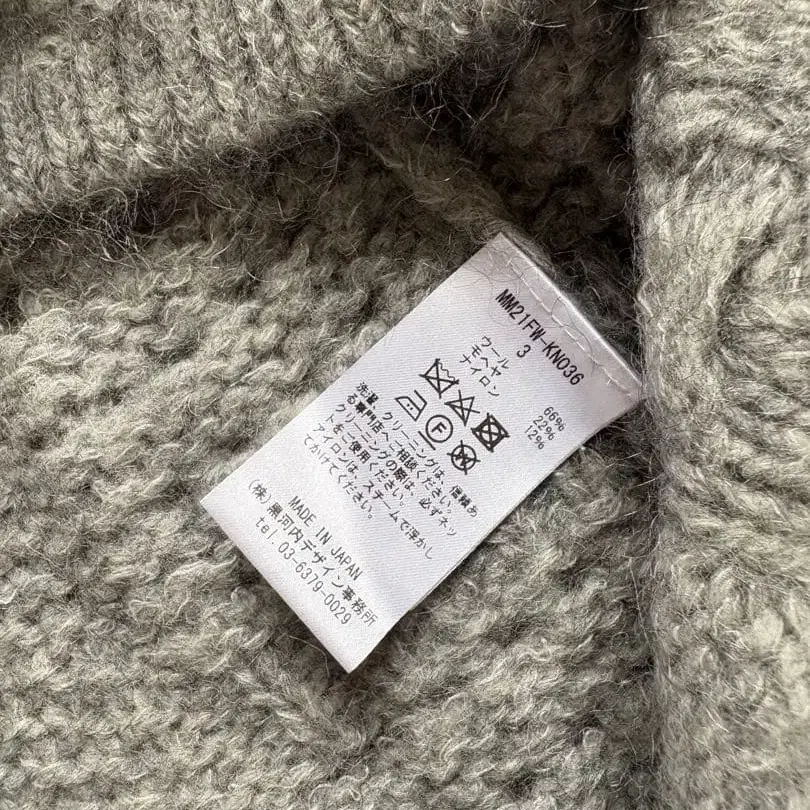 MM21FW-KN036
3
ウール 66%
モヘヤ 22%
ナイロン 12%
F
洗濯、クリーニングは、信頼あ
る専門店へご相談ください。
クリーニングの際は、必ずネッ
トをご使用ください。
アイロンは、スチームで浮かし
てかけてください。
MADE IN JAPAN
(株)黒河内デザイン事務所
tel.03-6379-0029